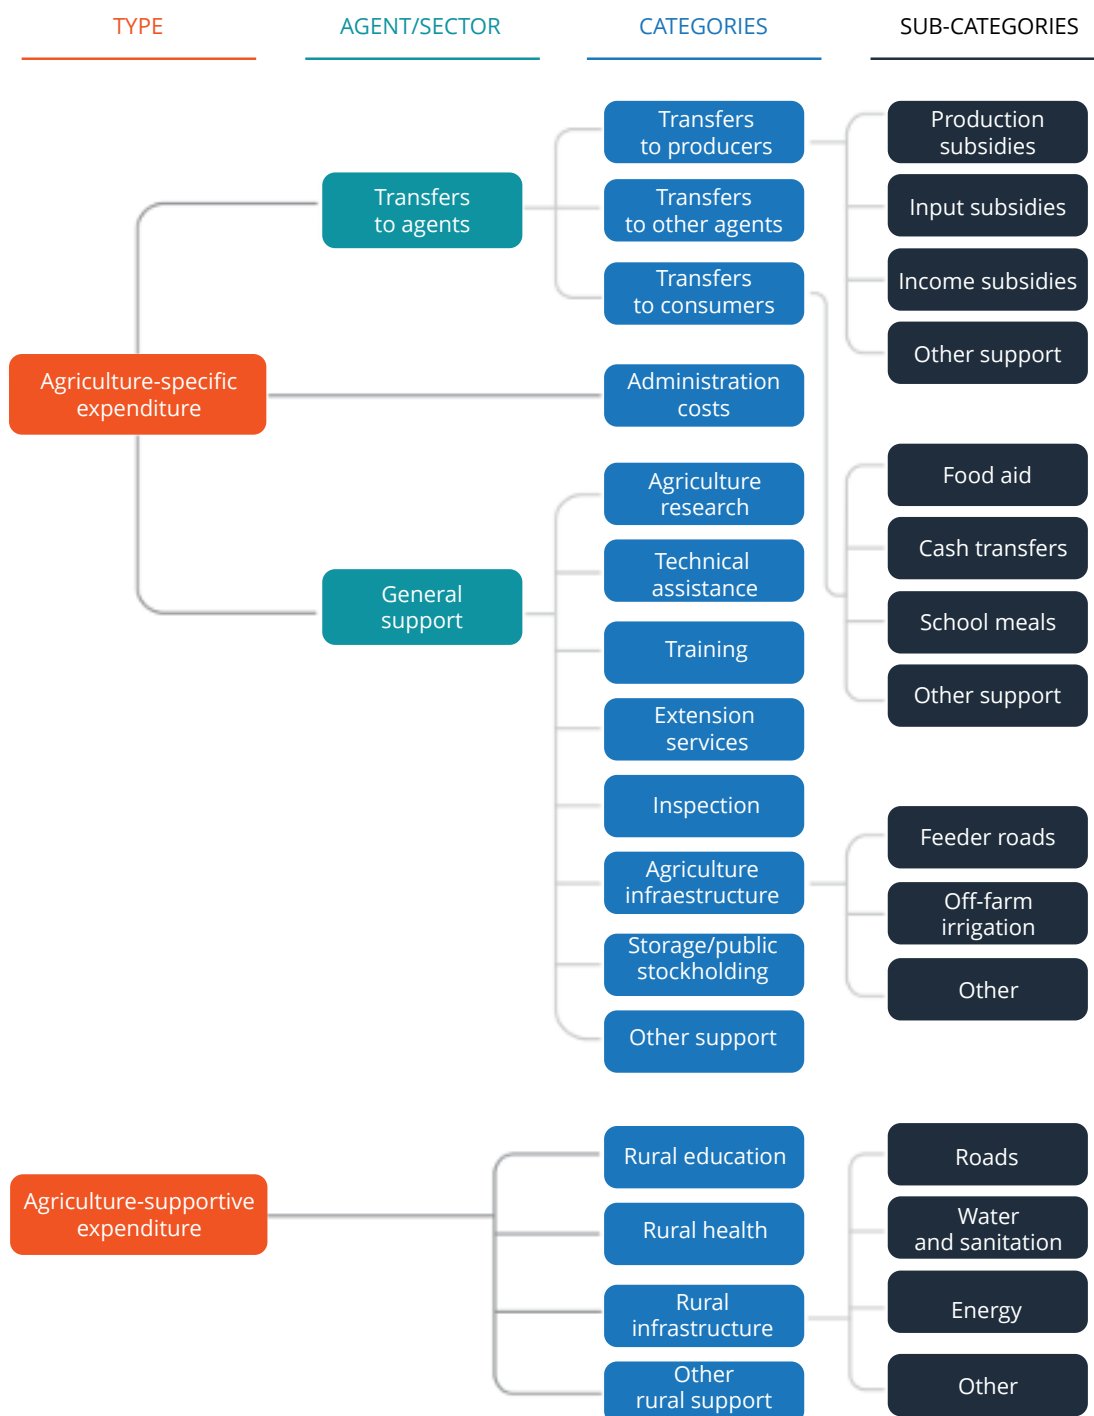 TYPE
AGENT/SECTOR
CATEGORIES
SUB-CATEGORIES
Agriculture-specific
expenditure
Transfers
to agents
Transfers
to producers
Production
subsidies
Input subsidies
Income subsidies
Other support
Transfers
to other agents
Transfers
to consumers
Food aid
Cash transfers
School meals
Other support
Administration
costs
General
support
Agriculture
research
Technical
assistance
Training
Extension
services
Inspection
Agriculture
infraestructure
Feeder roads
Off-farm
irrigation
Other
Storage/public
stockholding
Other support
Agriculture-supportive
expenditure
Rural education
Rural health
Rural
infrastructure
Roads
Water
and sanitation
Energy
Other
Other
rural support